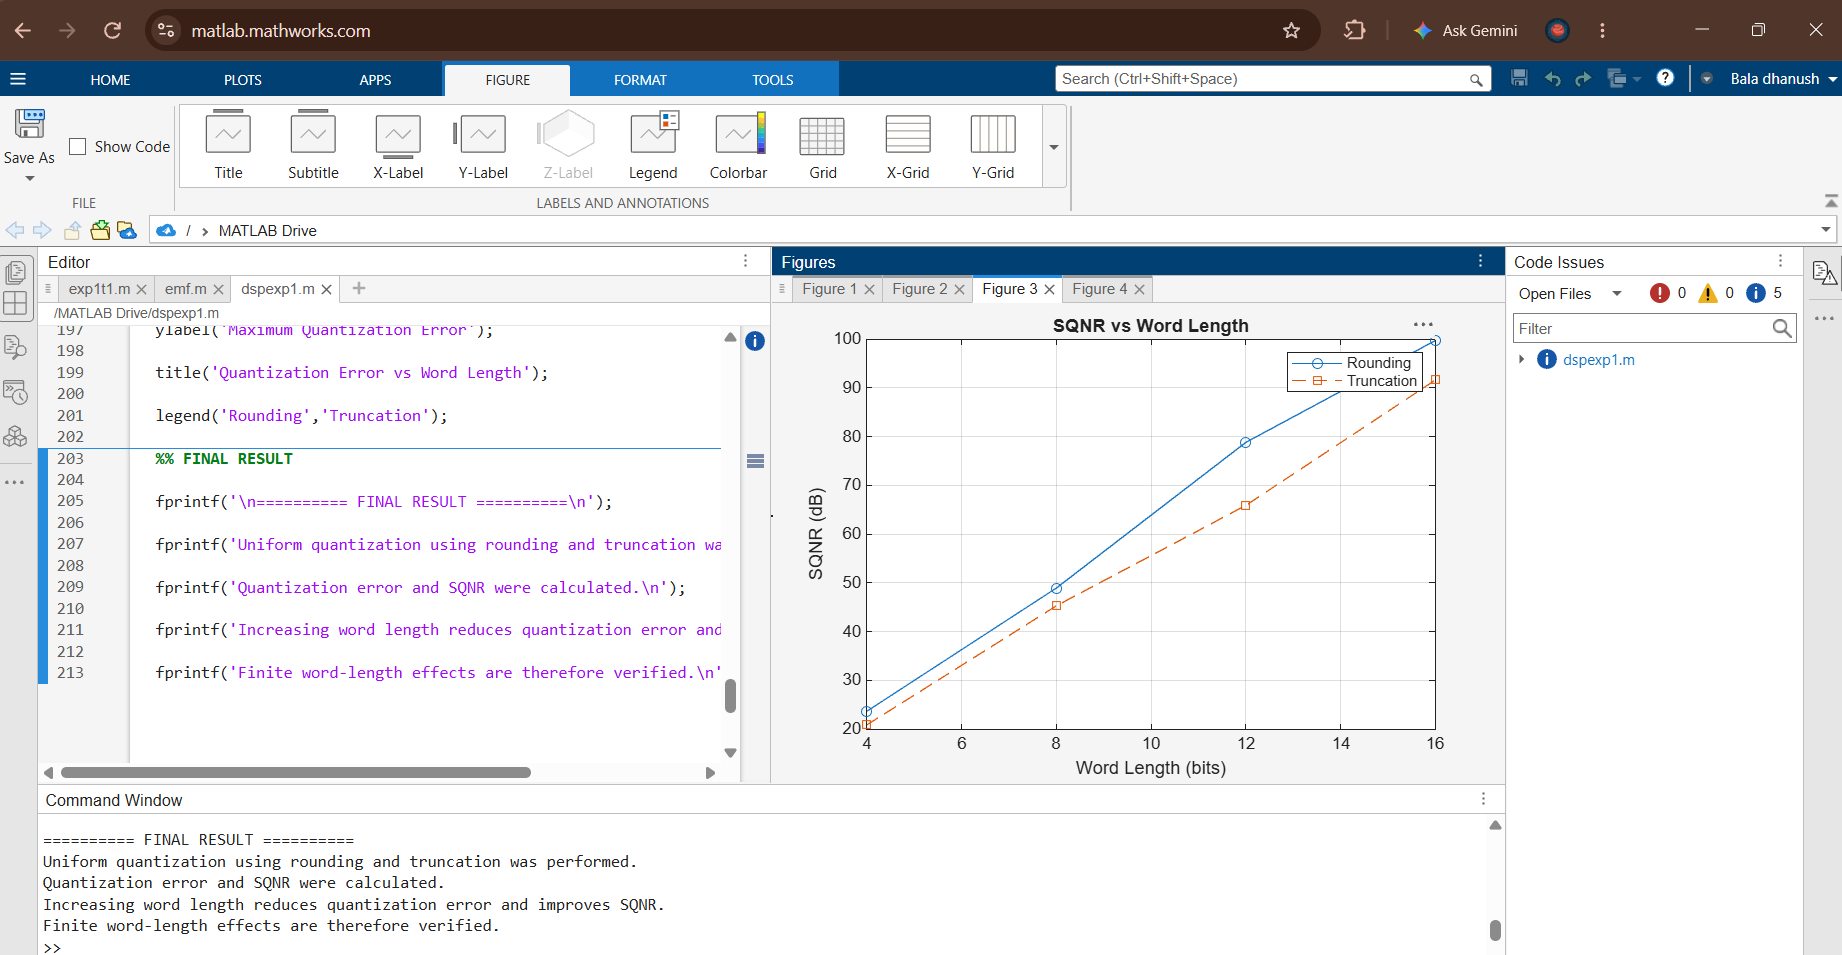 matlab.mathworks.com
Ask Gemini
HOME
PLOTS
APPS
FIGURE
FORMAT
TOOLS
Search (Ctrl+Shift+Space)
Bala dhanush
Save As
Show Code
Title
Subtitle
X-Label
Y-Label
Z-Label
Legend
Colorbar
Grid
X-Grid
Y-Grid
FILE
LABELS AND ANNOTATIONS
/ > MATLAB Drive
Editor
exp1t1.m
emf.m
dspexp1.m
/MATLAB Drive/dspexp1.m
197 ylabel('Maximum Quantization Error');
198
199 title('Quantization Error vs Word Length');
200
201 legend('Rounding','Truncation');
202
203 %% FINAL RESULT
204
205 fprintf('\n========== FINAL RESULT ==========\n');
206
207 fprintf('Uniform quantization using rounding and truncation wa
208
209 fprintf('Quantization error and SQNR were calculated.\n');
210
211 fprintf('Increasing word length reduces quantization error and
212
213 fprintf('Finite word-length effects are therefore verified.\n'
Figures
Figure 1
Figure 2
Figure 3
Figure 4
SQNR vs Word Length
Rounding
Truncation
100
90
80
70
60
50
40
30
20
SQNR (dB)
4 6 8 10 12 14 16
Word Length (bits)
Code Issues
Open Files
0
0
5
Filter
dspexp1.m
Command Window
========== FINAL RESULT ==========
Uniform quantization using rounding and truncation was performed.
Quantization error and SQNR were calculated.
Increasing word length reduces quantization error and improves SQNR.
Finite word-length effects are therefore verified.
>>